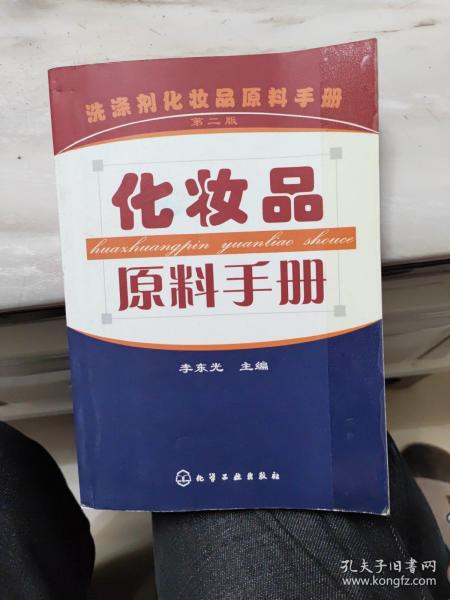 洗涤剂化妆品原料手册
第二版
化妆品
huazhuangpin yuanliao shouce
原料手册
李东光 主编
化学工业出版社
孔夫子旧书网
www.kongfz.com